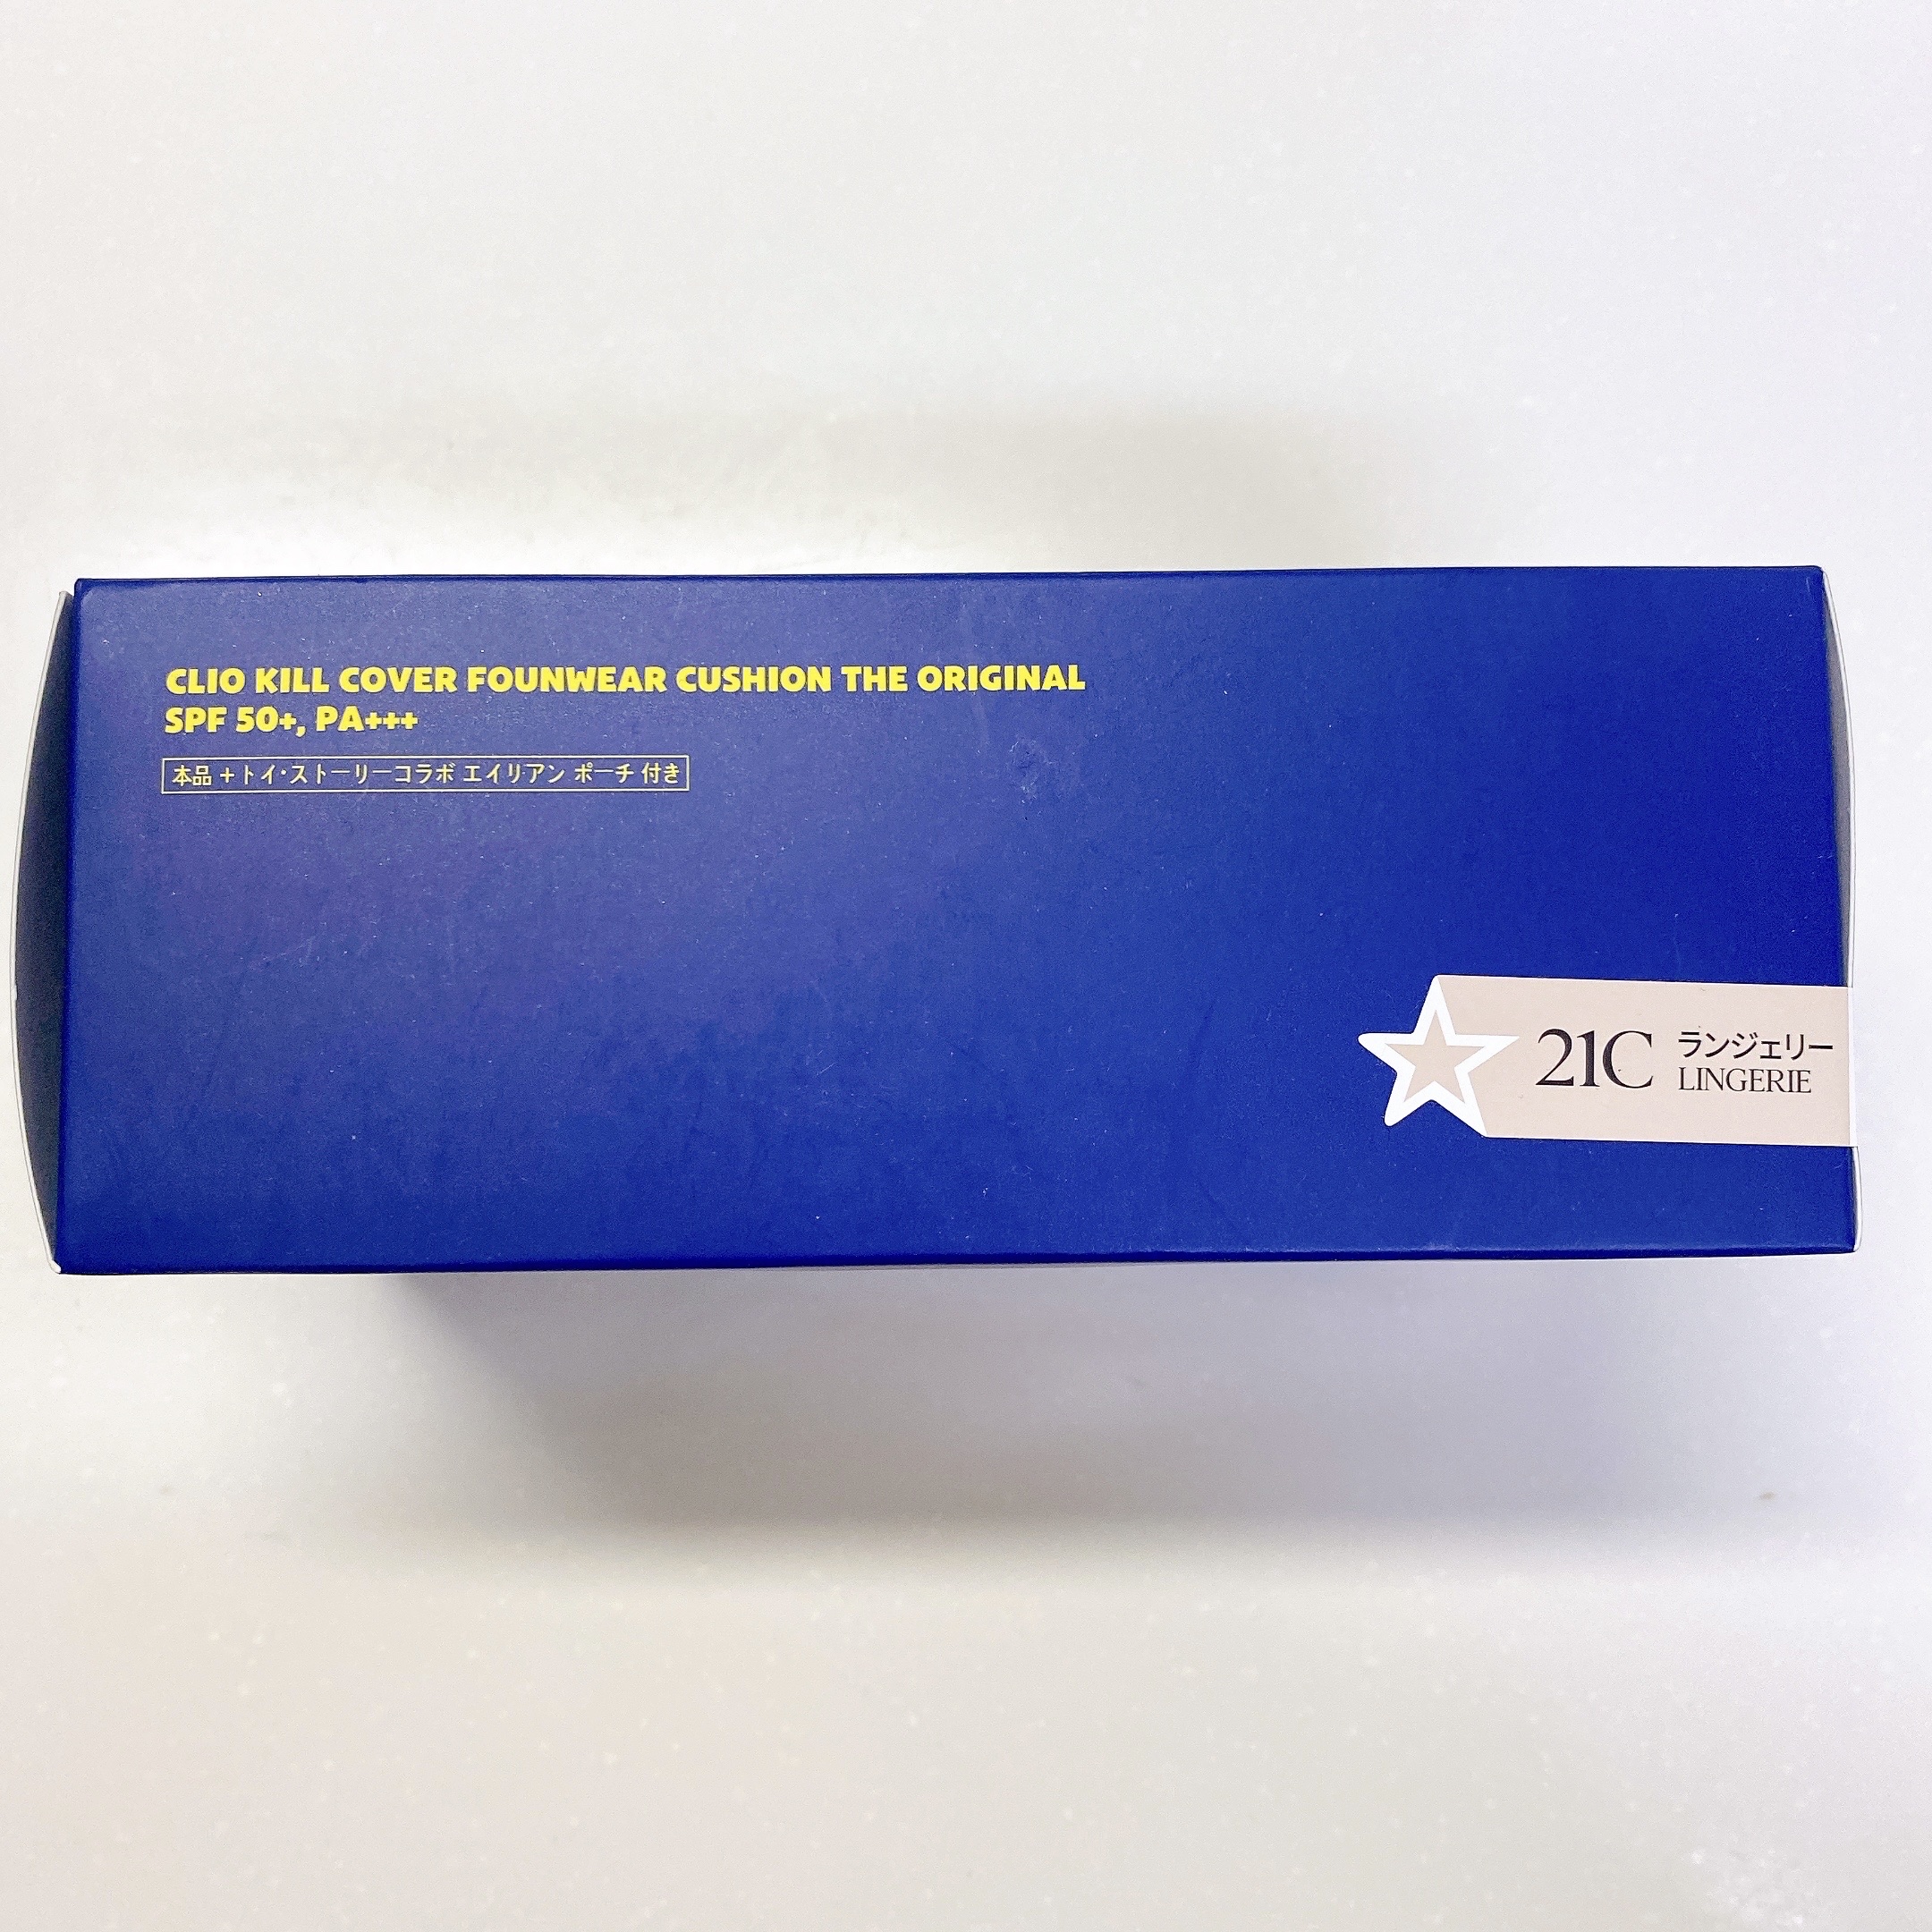 CLIO KILL COVER FOUNWEAR CUSHION THE ORIGINAL
SPF 50+, PA+++
本品 +トイ・ストーリーコラボ エイリアン ポーチ 付き
21C ランジェリー
LINGERIE